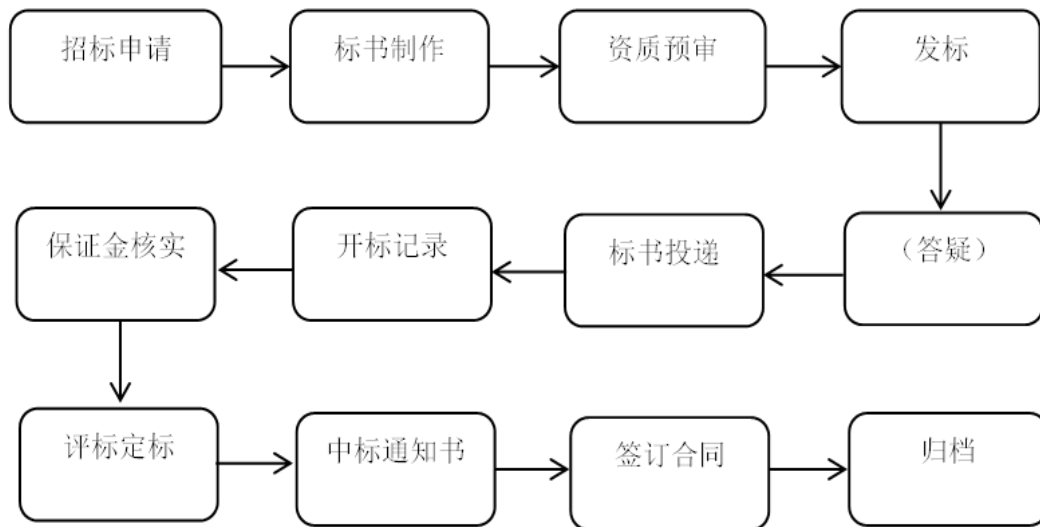 招标申请
标书制作
资质预审
发标
（答疑）
标书投递
开标记录
保证金核实
评标定标
中标通知书
签订合同
归档